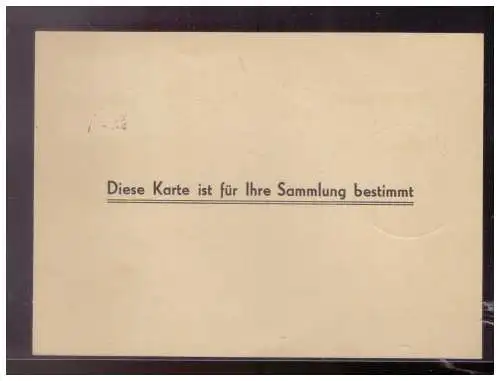 Diese Karte ist für Ihre Sammlung bestimmt